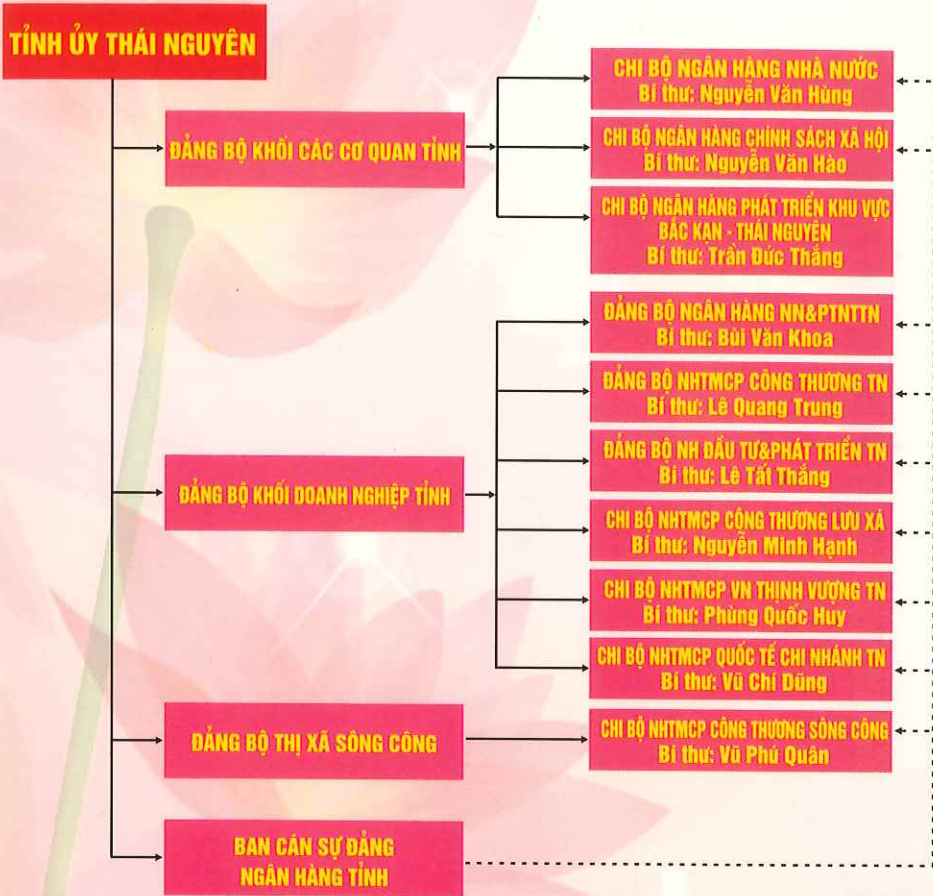 TỈNH ỦY THÁI NGUYÊN
ĐẢNG BỘ KHỐI CÁC CƠ QUAN TỈNH
CHI BỘ NGÂN HÀNG NHÀ NƯỚC
Bí thư: Nguyễn Văn Hùng
CHI BỘ NGÂN HÀNG CHÍNH SÁCH XÃ HỘI
Bí thư: Nguyễn Văn Hào
CHI BỘ NGÂN HÀNG PHÁT TRIỂN KHU VỰC
BẮC KẠN - THÁI NGUYÊN
Bí thư: Trần Đức Thắng
ĐẢNG BỘ KHỐI DOANH NGHIỆP TỈNH
ĐẢNG BỘ NGÂN HÀNG NN&PTNTTN
Bí thư: Bùi Văn Khoa
ĐẢNG BỘ NHTMCP CÔNG THƯƠNG TN
Bí thư: Lê Quang Trung
ĐẢNG BỘ NH ĐẦU TƯ&PHÁT TRIỂN TN
Bí thư: Lê Tất Thắng
CHI BỘ NHTMCP CÔNG THƯƠNG LƯU XÁ
Bí thư: Nguyễn Minh Hạnh
CHI BỘ NHTMCP VN THỊNH VƯỢNG TN
Bí thư: Phùng Quốc Huy
CHI BỘ NHTMCP QUỐC TẾ CHI NHÁNH TN
Bí thư: Vũ Chí Dũng
ĐẢNG BỘ THỊ XÃ SÔNG CÔNG
CHI BỘ NHTMCP CÔNG THƯƠNG SÔNG CÔNG
Bí thư: Vũ Phú Quân
BAN CÁN SỰ ĐẢNG
NGÂN HÀNG TỈNH